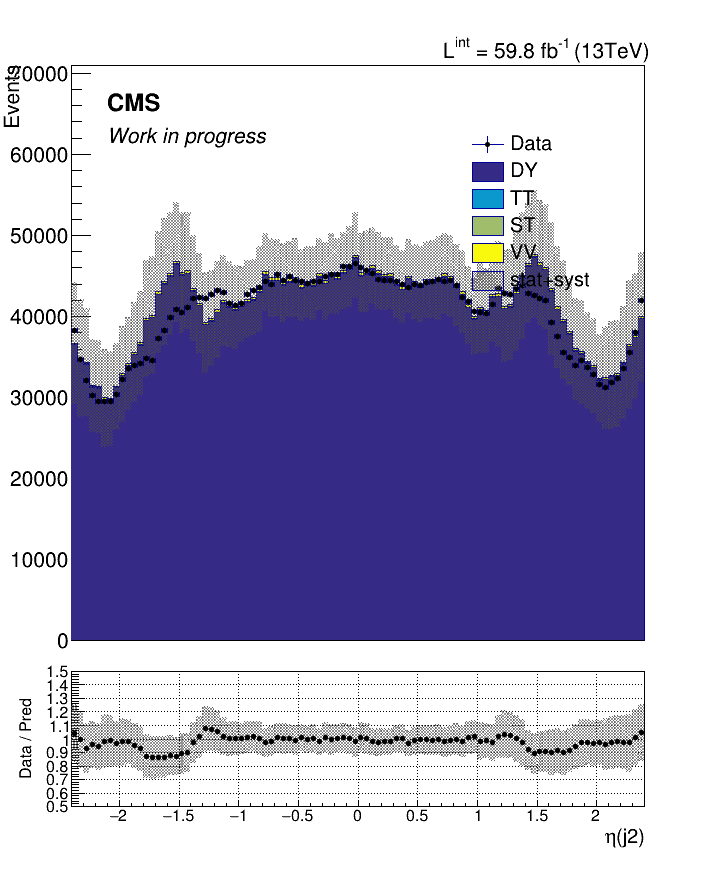 L^int = 59.8 fb^-1 (13TeV)
Events
CMS
Work in progress
Data
DY
TT
ST
VV
stat+syst
70000
60000
50000
40000
30000
20000
10000
0
Data / Pred
1.5
1.4
1.3
1.2
1.1
1
0.9
0.8
0.7
0.6
0.5
−2 −1.5 −1 −0.5 0 0.5 1 1.5 2
η(j2)